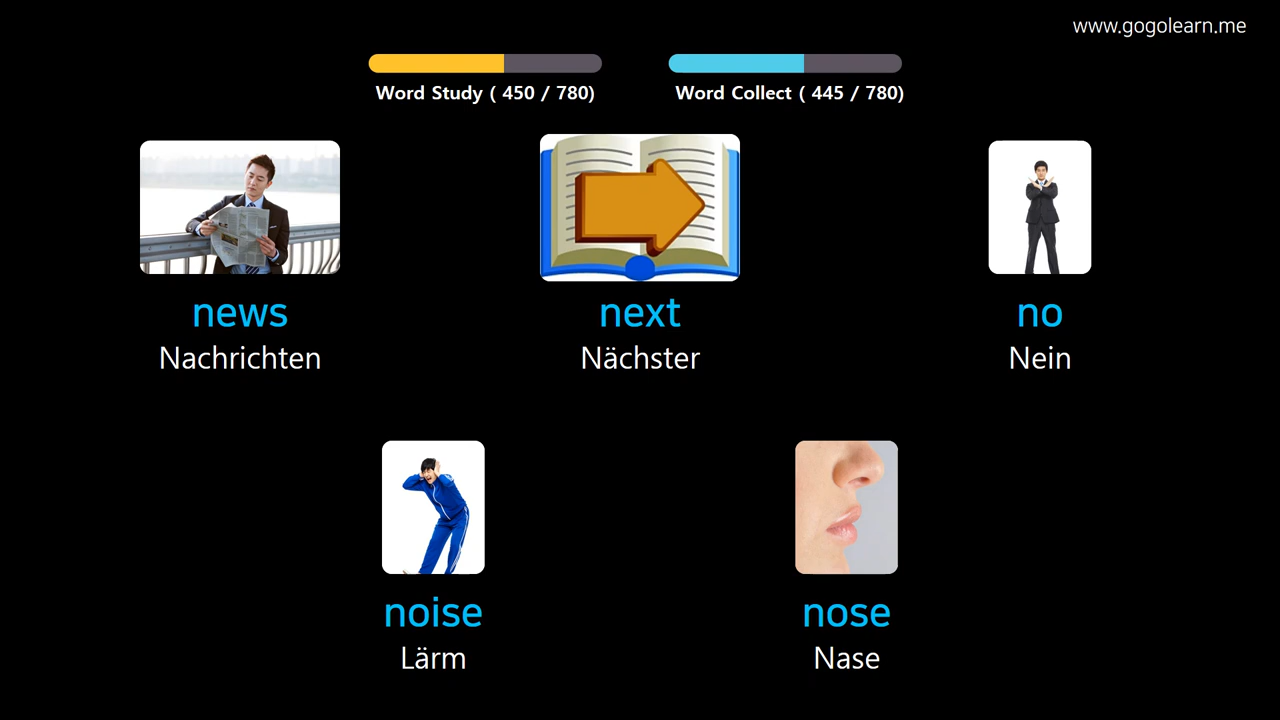 www.gogolearn.me
Word Study ( 450 / 780)
Word Collect ( 445 / 780)
news
Nachrichten
next
Nächster
no
Nein
noise
Lärm
nose
Nase